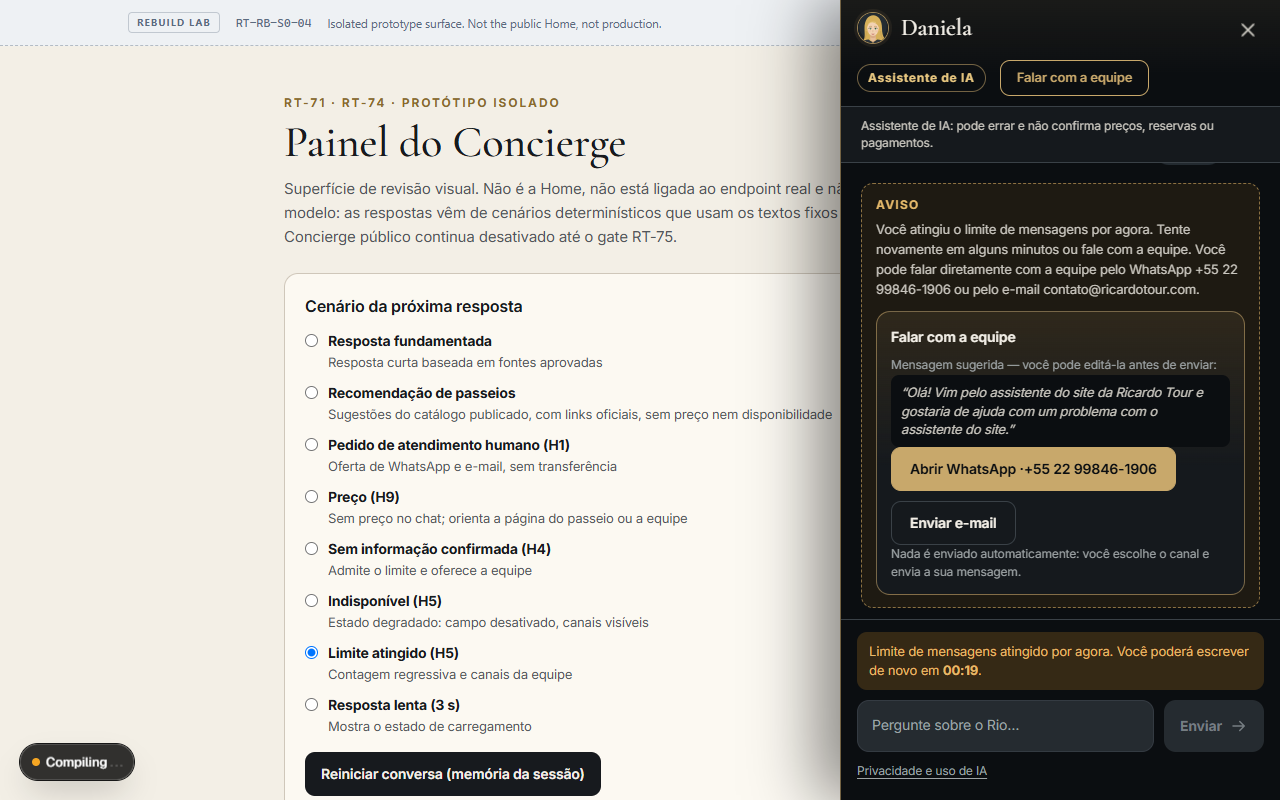 REBUILD LAB RT-RB-S0-04 Isolated prototype surface. Not the public Home, not production.
RT-71 · RT-74 · PROTÓTIPO ISOLADO
Painel do Concierge
Superfície de revisão visual. Não é a Home, não está ligada ao endpoint real e nã
modelo: as respostas vêm de cenários determinísticos que usam os textos fixos
Concierge público continua desativado até o gate RT-75.
Cenário da próxima resposta
Resposta fundamentada
Resposta curta baseada em fontes aprovadas
Recomendação de passeios
Sugestões do catálogo publicado, com links oficiais, sem preço nem disponibilidade
Pedido de atendimento humano (H1)
Oferta de WhatsApp e e-mail, sem transferência
Preço (H9)
Sem preço no chat; orienta a página do passeio ou a equipe
Sem informação confirmada (H4)
Admite o limite e oferece a equipe
Indisponível (H5)
Estado degradado: campo desativado, canais visíveis
Limite atingido (H5)
Contagem regressiva e canais da equipe
Resposta lenta (3 s)
Mostra o estado de carregamento
Reiniciar conversa (memória da sessão)
Compiling...
Daniela
Assistente de IA
Falar com a equipe
Assistente de IA: pode errar e não confirma preços, reservas ou
pagamentos.
AVISO
Você atingiu o limite de mensagens por agora. Tente
novamente em alguns minutos ou fale com a equipe. Você
pode falar diretamente com a equipe pelo WhatsApp +55 22
99846-1906 ou pelo e-mail contato@ricardotour.com.
Falar com a equipe
Mensagem sugerida — você pode editá-la antes de enviar:
“Olá! Vim pelo assistente do site da Ricardo Tour e
gostaria de ajuda com um problema com o
assistente do site.”
Abrir WhatsApp ·+55 22 99846-1906
Enviar e-mail
Nada é enviado automaticamente: você escolhe o canal e
envia a sua mensagem.
Limite de mensagens atingido por agora. Você poderá escrever
de novo em 00:19.
Pergunte sobre o Rio...
Enviar →
Privacidade e uso de IA